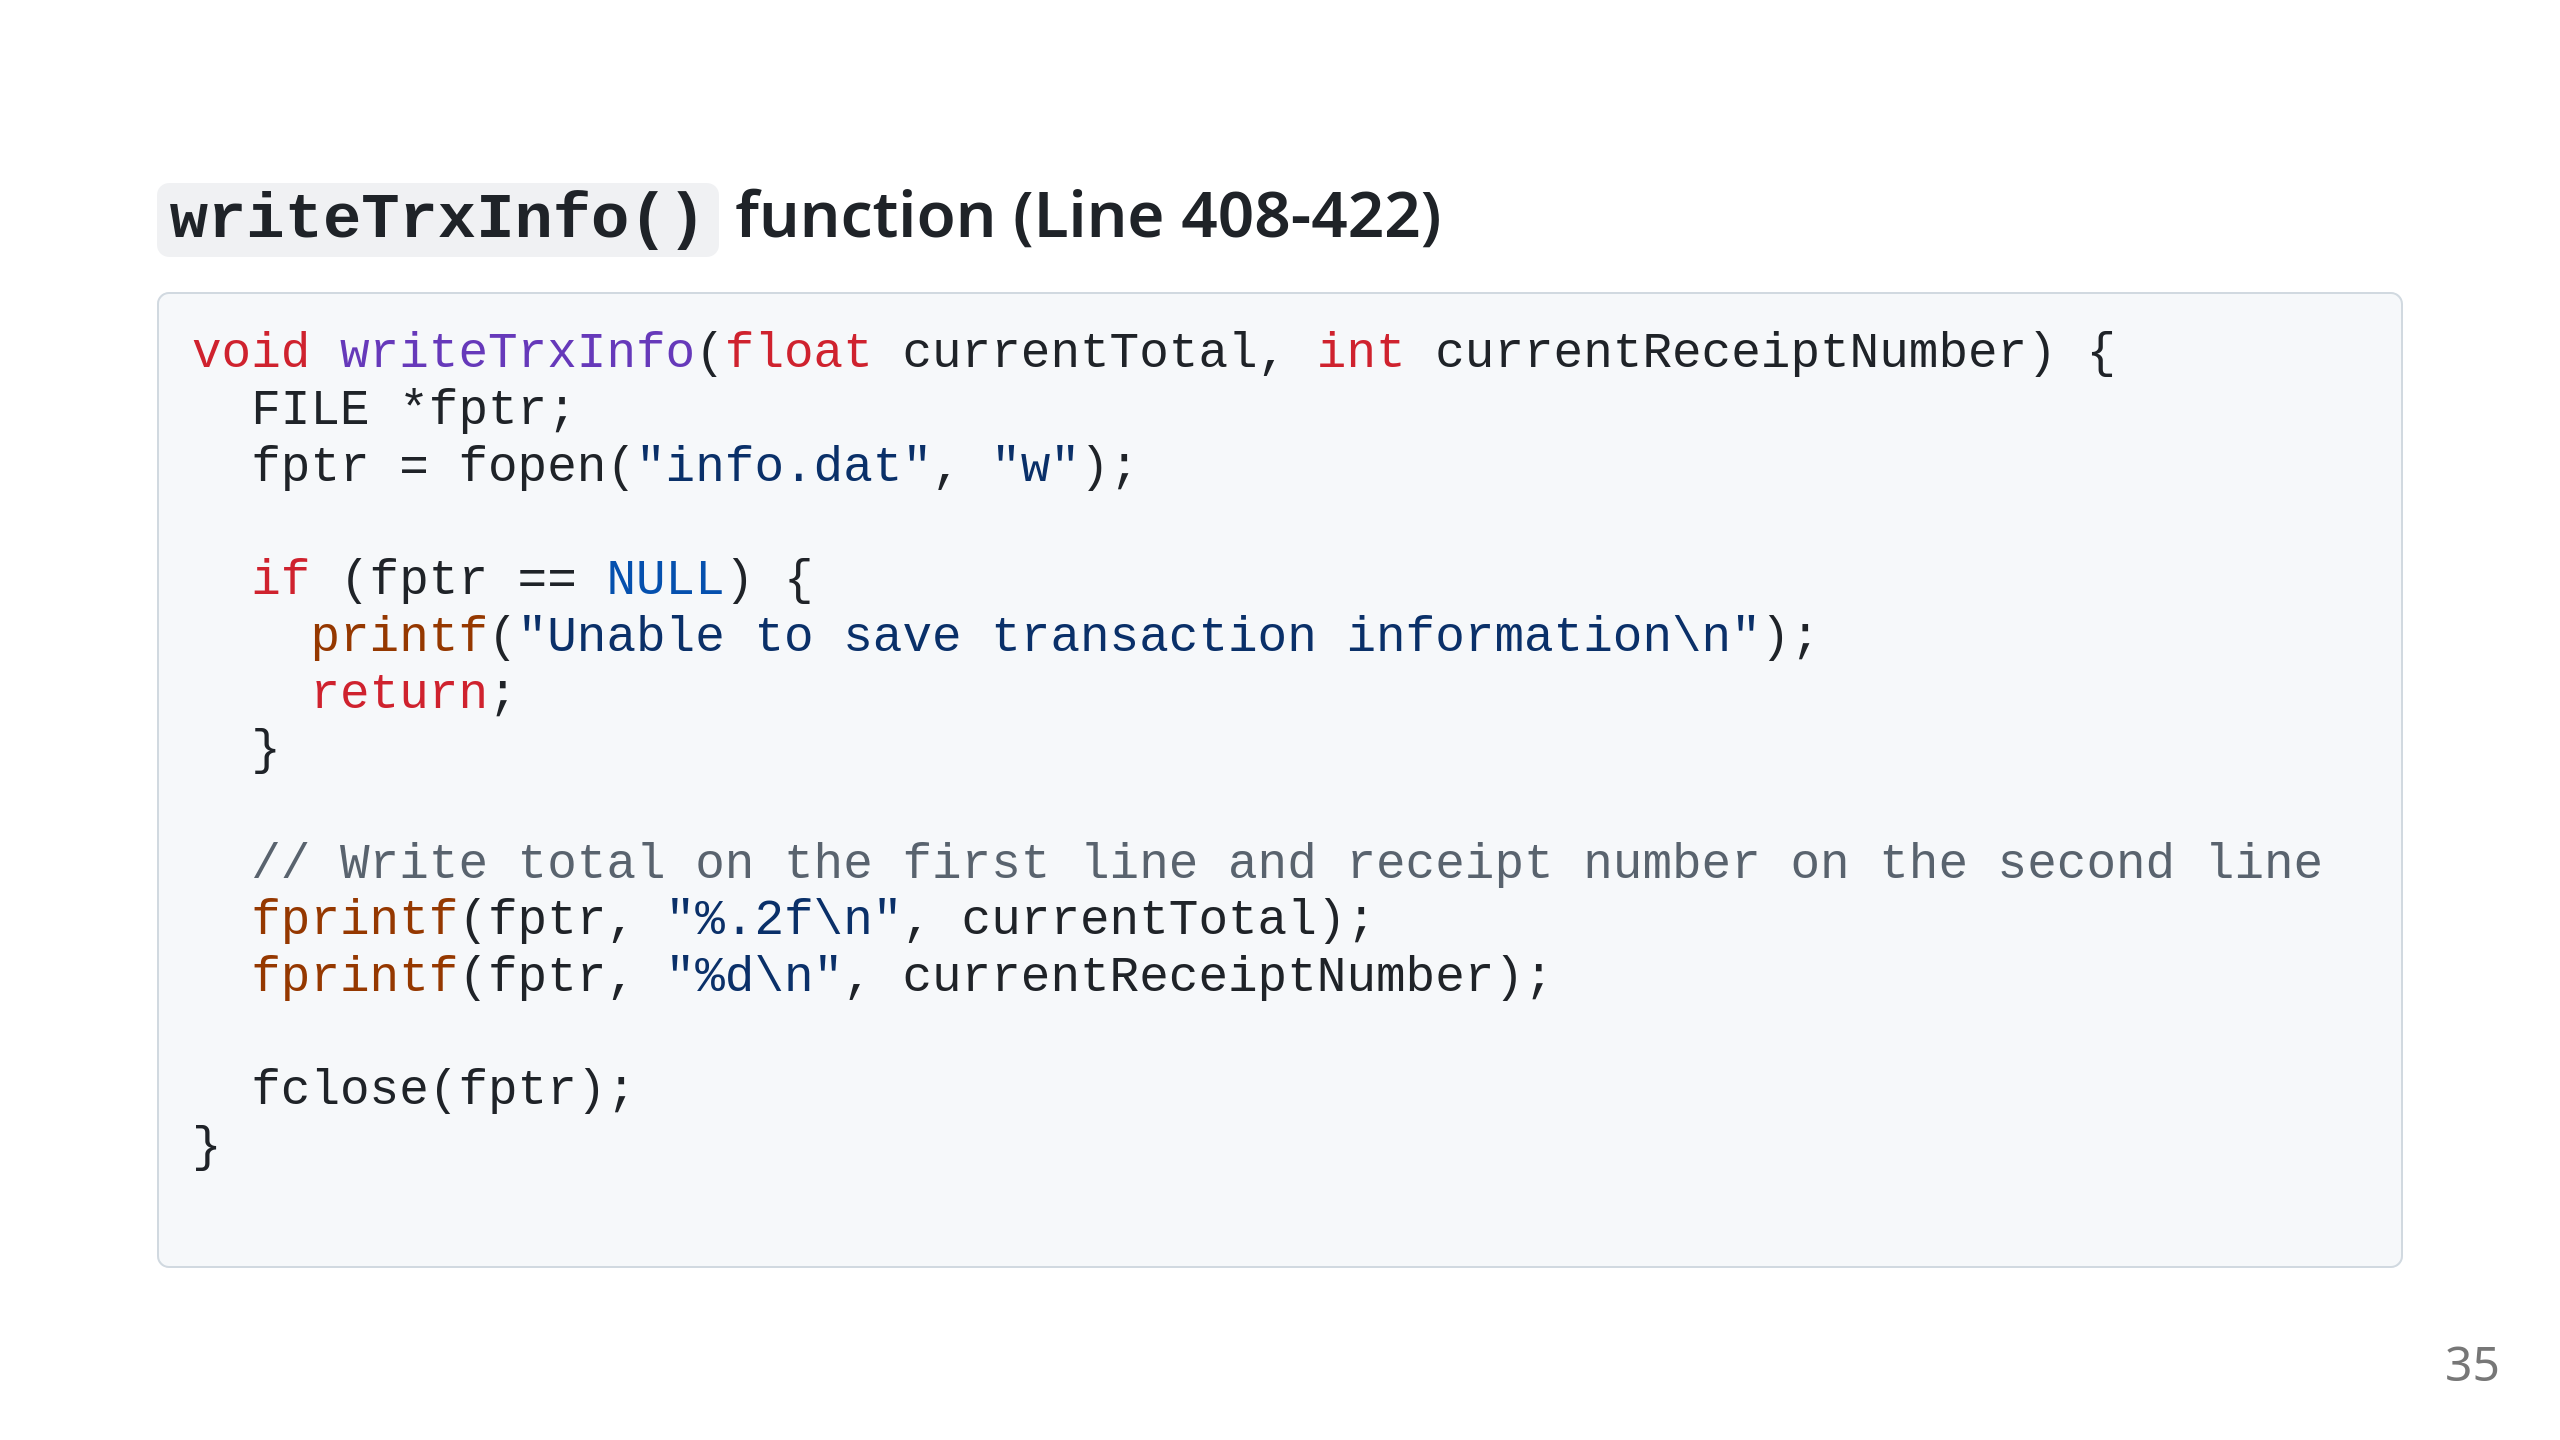 writeTrxInfo() function (Line 408-422)
void writeTrxInfo(float currentTotal, int currentReceiptNumber) {
  FILE *fptr;
  fptr = fopen("info.dat", "w");

  if (fptr == NULL) {
    printf("Unable to save transaction information\n");
    return;
  }

  // Write total on the first line and receipt number on the second line
  fprintf(fptr, "%.2f\n", currentTotal);
  fprintf(fptr, "%d\n", currentReceiptNumber);

  fclose(fptr);
}
35